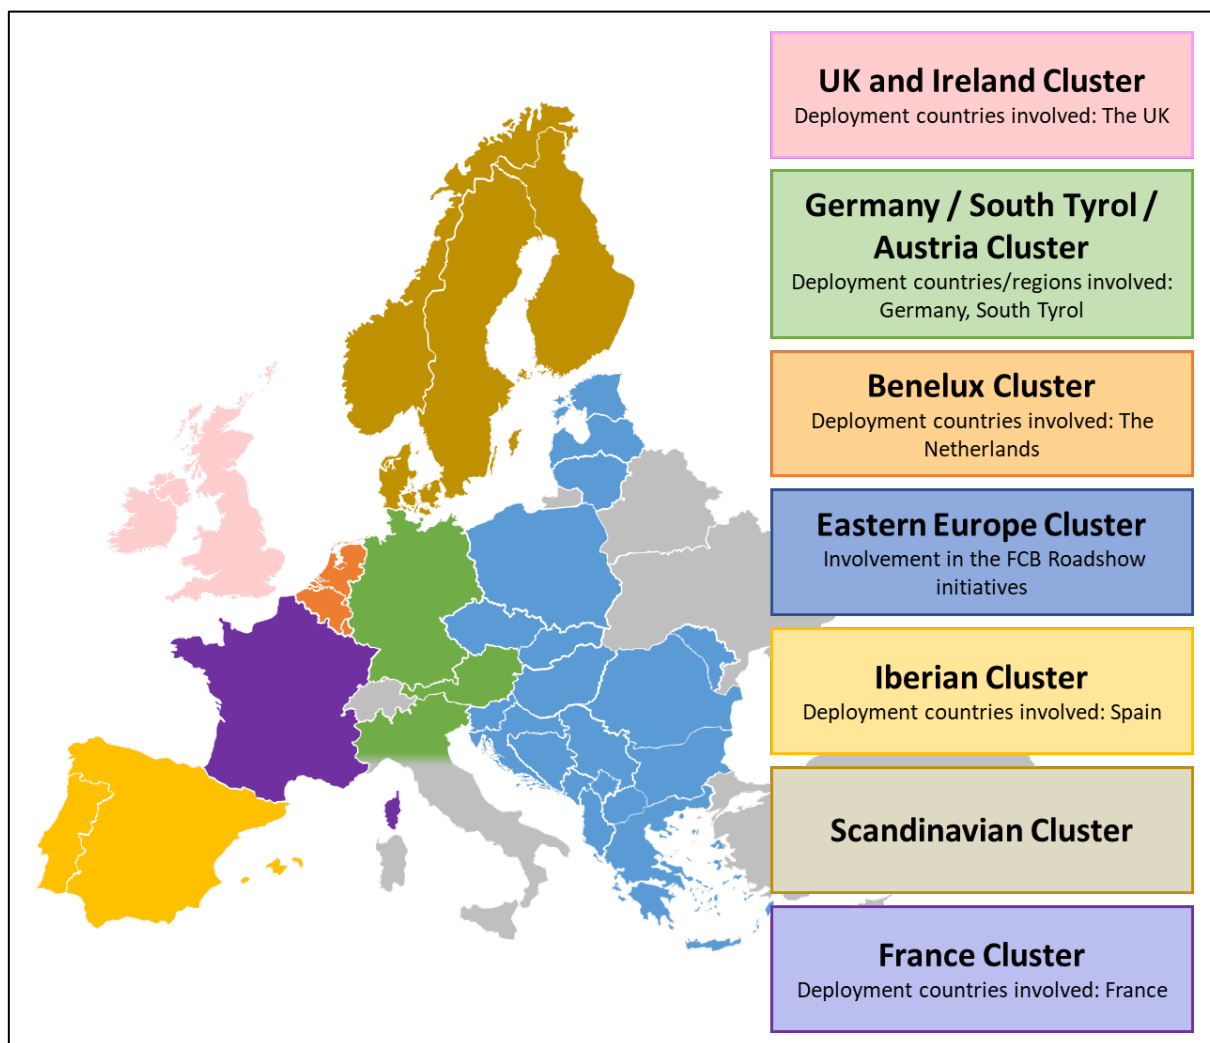 UK and Ireland Cluster
Deployment countries involved: The UK
Germany / South Tyrol /
Austria Cluster
Deployment countries/regions involved:
Germany, South Tyrol
Benelux Cluster
Deployment countries involved: The
Netherlands
Eastern Europe Cluster
Involvement in the FCB Roadshow
initiatives
Iberian Cluster
Deployment countries involved: Spain
Scandinavian Cluster
France Cluster
Deployment countries involved: France